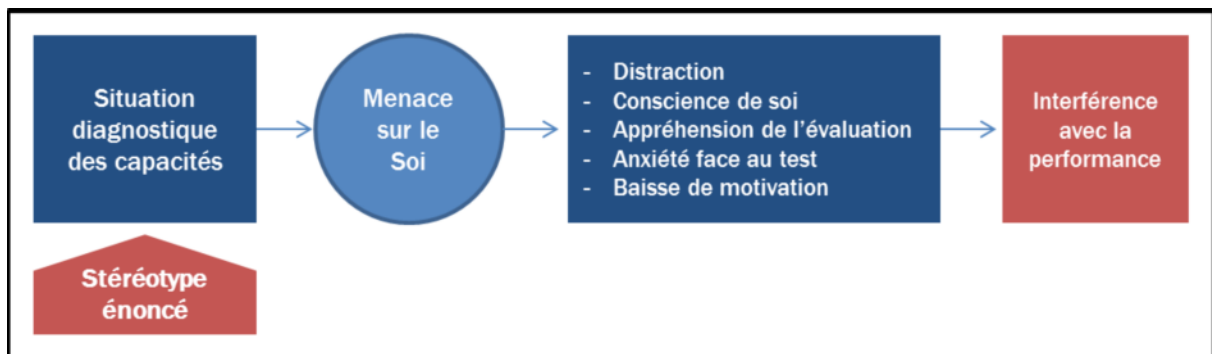 Situation
diagnostique
des capacités
Menace
sur le
Soi
- Distraction
- Conscience de soi
- Appréhension de l'évaluation
- Anxiété face au test
- Baisse de motivation
Interférence
avec la
performance
Stéréotype
énoncé